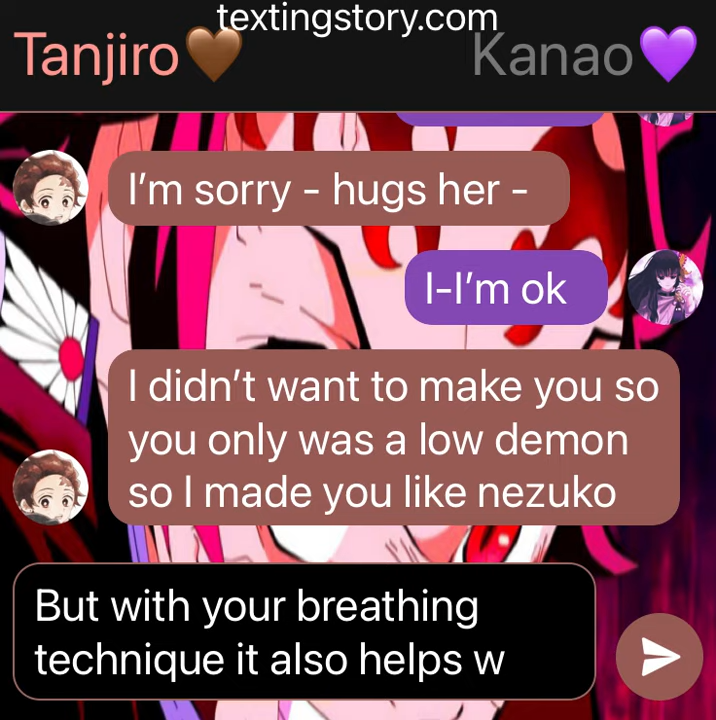 textingstory.com
Tanjiro🤎
Kanao💜
I’m sorry - hugs her -
I-I’m ok
I didn’t want to make you so
you only was a low demon
so I made you like nezuko
But with your breathing
technique it also helps w